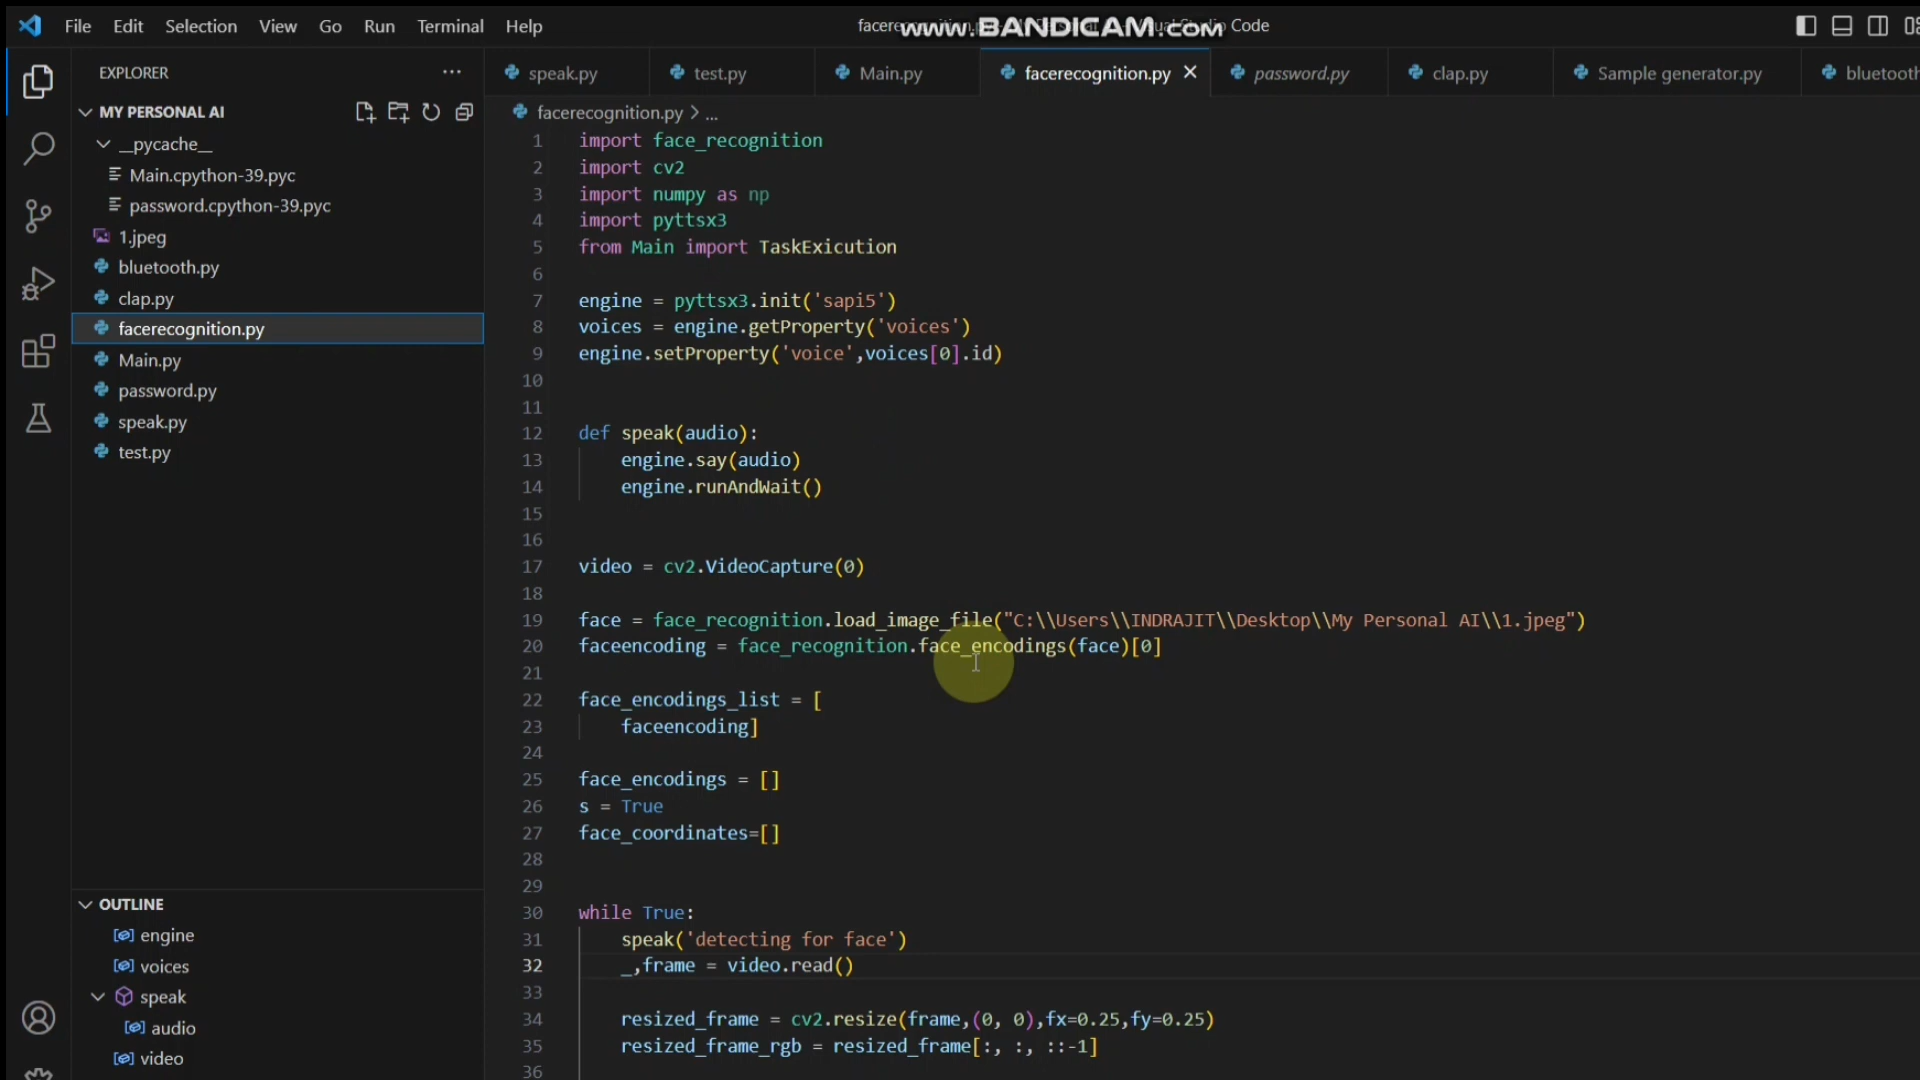 File Edit Selection View Go Run Terminal Help
www.BANDICAM.com
Code
EXPLORER
MY PERSONAL AI
__pycache__
Main.cpython-39.pyc
password.cpython-39.pyc
1.jpeg
bluetooth.py
clap.py
facerecognition.py
Main.py
password.py
speak.py
test.py
OUTLINE
engine
voices
speak
audio
video
speak.py test.py Main.py facerecognition.py password.py clap.py Sample generator.py bluetooth
facerecognition.py > ...
1 import face_recognition
2 import cv2
3 import numpy as np
4 import pyttsx3
5 from Main import TaskExicution
6
7 engine = pyttsx3.init('sapi5')
8 voices = engine.getProperty('voices')
9 engine.setProperty('voice',voices[0].id)
10
11
12 def speak(audio):
13 engine.say(audio)
14 engine.runAndWait()
15
16
17 video = cv2.VideoCapture(0)
18
19 face = face_recognition.load_image_file("C:\\Users\\INDRAJIT\\Desktop\\My Personal AI\\1.jpeg")
20 faceencoding = face_recognition.face_encodings(face)[0]
21
22 face_encodings_list = [
23 faceencoding]
24
25 face_encodings = []
26 s = True
27 face_coordinates=[]
28
29
30 while True:
31 speak('detecting for face')
32 _,frame = video.read()
33
34 resized_frame = cv2.resize(frame,(0, 0),fx=0.25,fy=0.25)
35 resized_frame_rgb = resized_frame[:, :, ::-1]
36